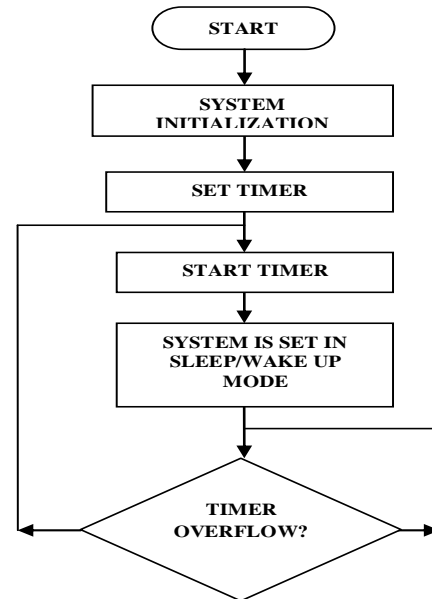 START
SYSTEM
INITIALIZATION
SET TIMER
START TIMER
SYSTEM IS SET IN
SLEEP/WAKE UP
MODE
TIMER
OVERFLOW?